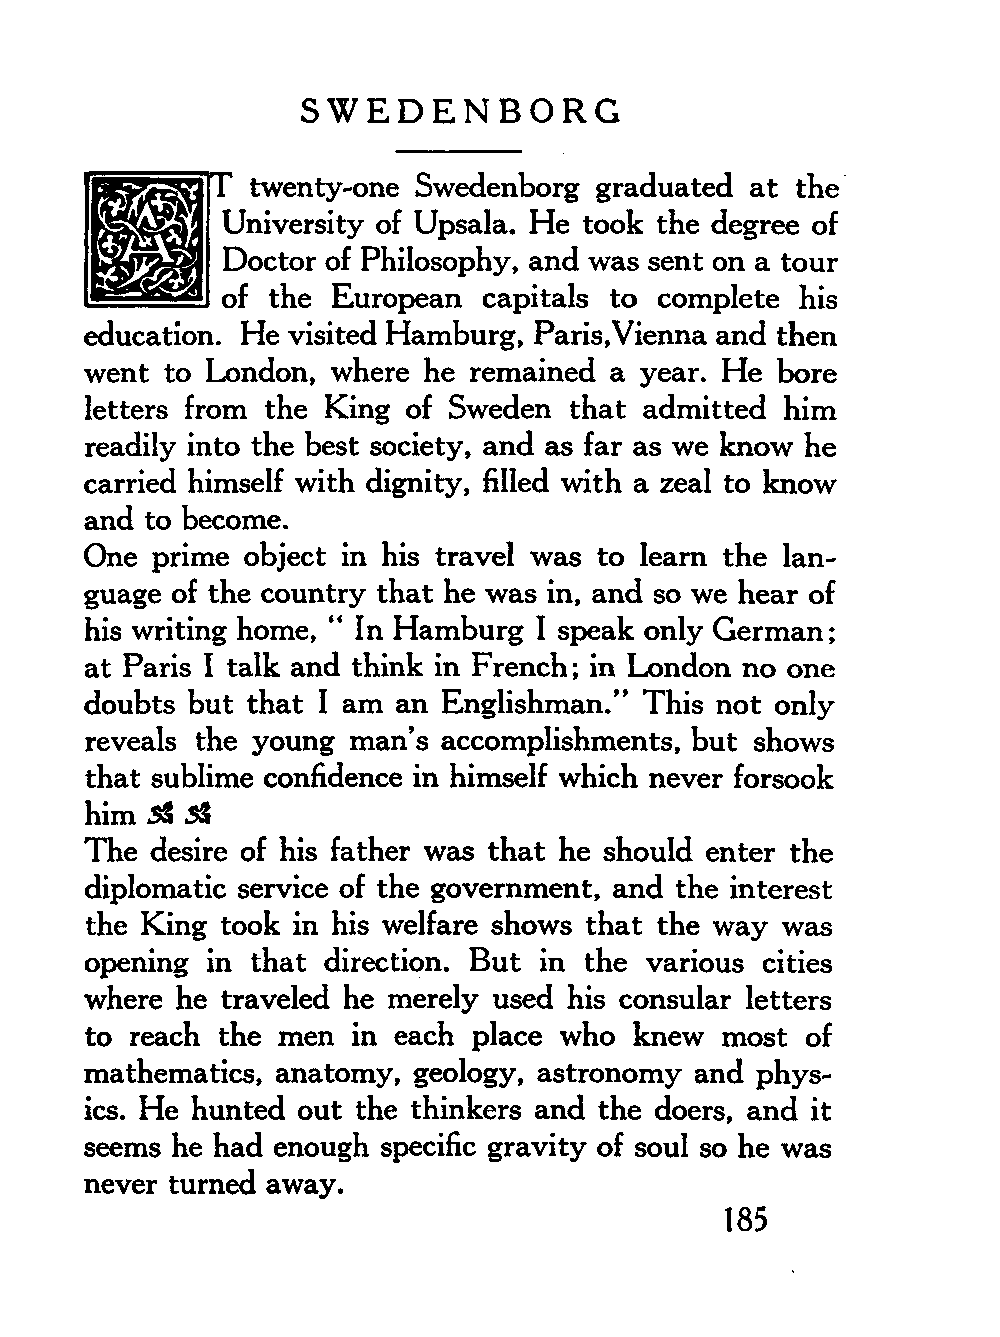 SWEDENBORG
AT twenty-one Swedenborg graduated at the
University of Upsala. He took the degree of
Doctor of Philosophy, and was sent on a tour
of the European capitals to complete his
education. He visited Hamburg, Paris,Vienna and then
went to London, where he remained a year. He bore
letters from the King of Sweden that admitted him
readily into the best society, and as far as we know he
carried himself with dignity, filled with a zeal to know
and to become.
One prime object in his travel was to learn the lan-
guage of the country that he was in, and so we hear of
his writing home, “ In Hamburg I speak only German;
at Paris I talk and think in French; in London no one
doubts but that I am an Englishman.” This not only
reveals the young man's accomplishments, but shows
that sublime confidence in himself which never forsook
him
The desire of his father was that he should enter the
diplomatic service of the government, and the interest
the King took in his welfare shows that the way was
opening in that direction. But in the various cities
where he traveled he merely used his consular letters
to reach the men in each place who knew most of
mathematics, anatomy, geology, astronomy and phys-
ics. He hunted out the thinkers and the doers, and it
seems he had enough specific gravity of soul so he was
never turned away.
185